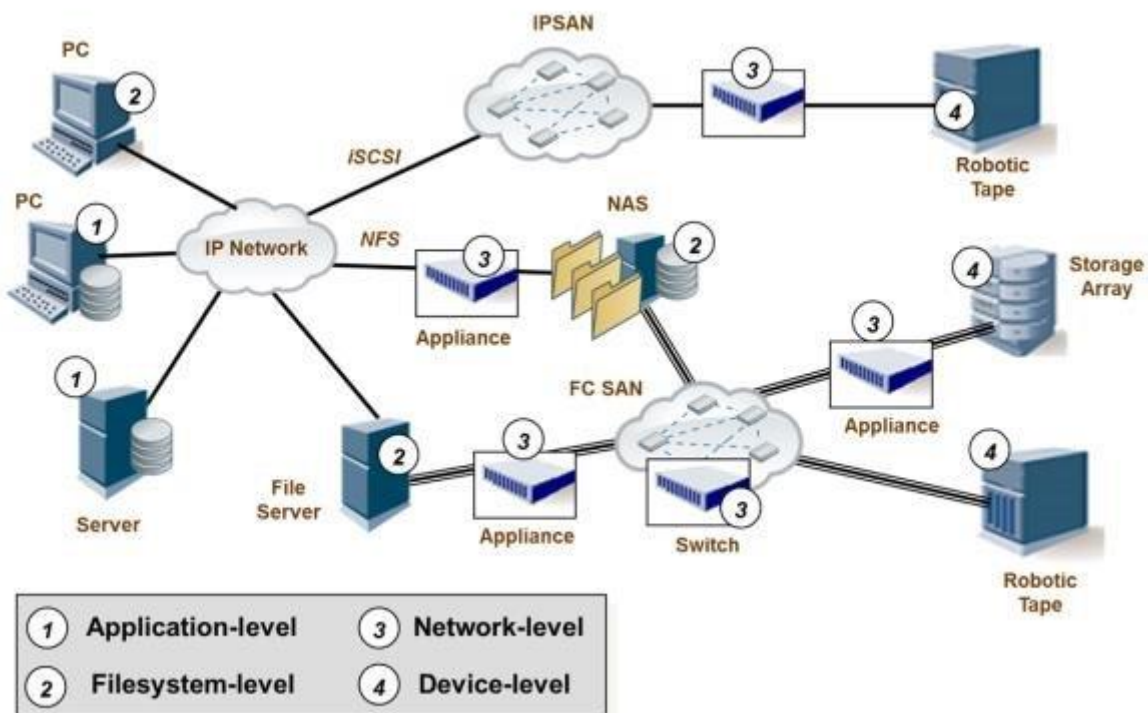 IPSAN
PC
3
2
4
iSCSI
Robotic
Tape
PC
NAS
1
IP Network
NFS
3
2
4
Storage
Array
Appliance
3
1
FC SAN
Appliance
3
2
4
File
Server
Server
Appliance
3
Switch
Robotic
Tape
1 Application-level
3 Network-level
2 Filesystem-level
4 Device-level